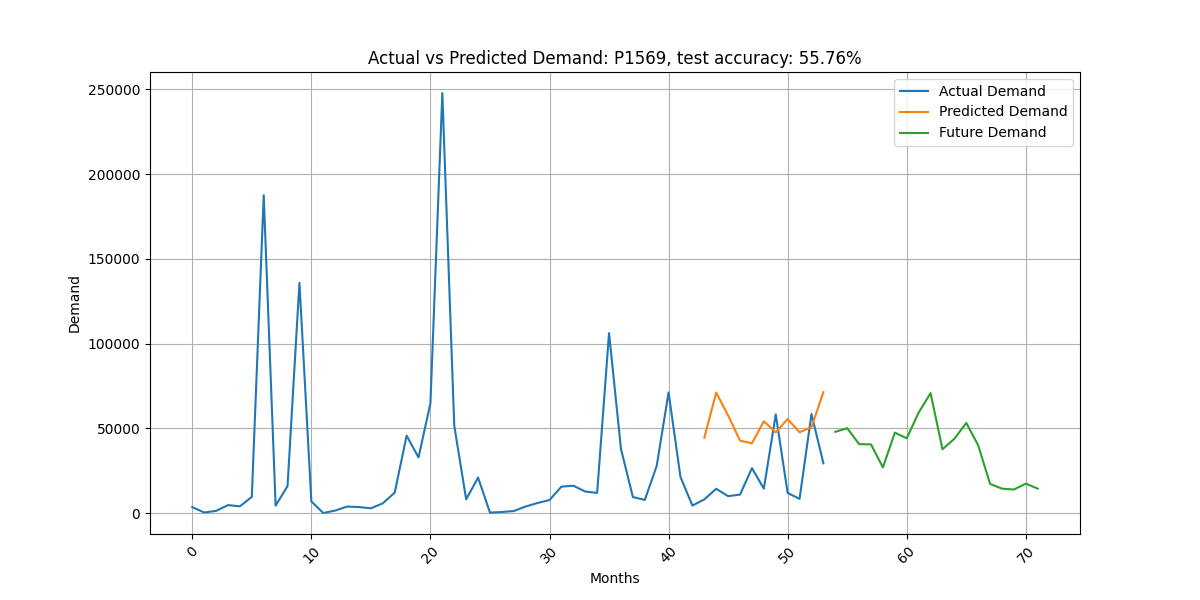 Actual vs Predicted Demand: P1569, test accuracy: 55.76%
Actual Demand
Predicted Demand
Future Demand
250000
200000
150000
100000
50000
0
Demand
0
10
20
30
40
50
60
70
Months